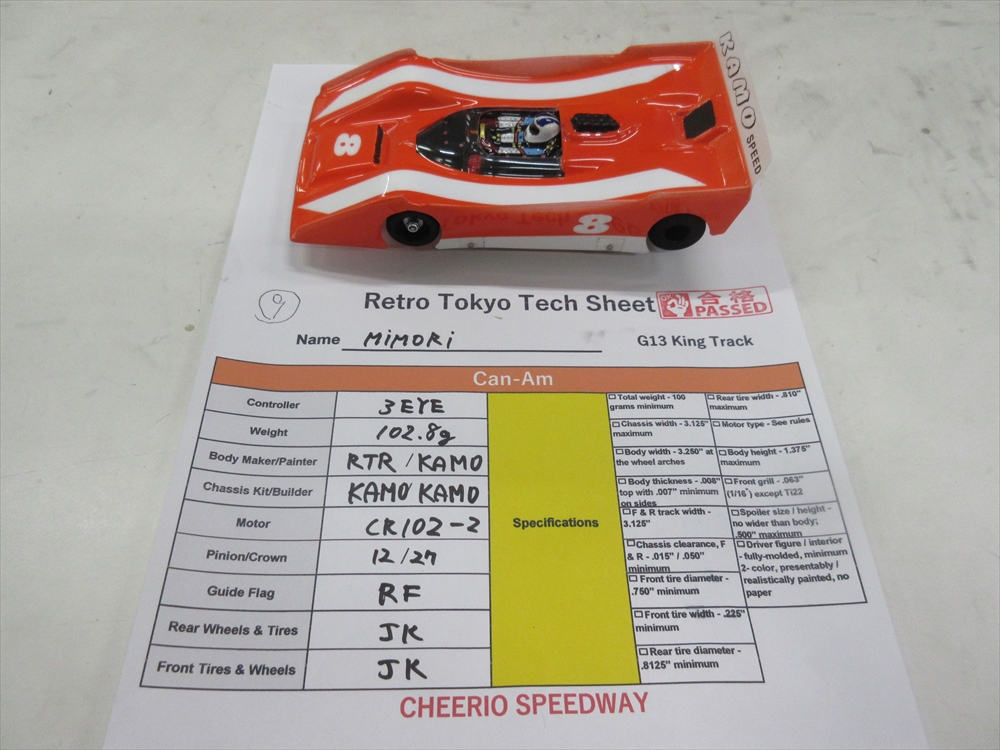 KAMO SPEED
8
8
9
Retro Tokyo Tech Sheet
合格
PASSED
Name MiMORi
G13 King Track
Can-Am
Controller 3EYE
Weight 102.8g
Body Maker/Painter RTR/KAMO
Chassis Kit/Builder KAMO KAMO
Motor CR102-2
Pinion/Crown 12/27
Guide Flag RF
Rear Wheels & Tires JK
Front Tires & Wheels JK
Specifications
Total weight - 100
grams minimum
Chassis width - 3.125"
maximum
Body width - 3.250" at
the wheel arches
Body thickness - .008"
top with .007" minimum
on sides
F & R track width -
3.125"
Chassis clearance, F
& R - .015" / .050"
minimum
Front tire diameter -
.750" minimum
Front tire width - .225"
minimum
Rear tire diameter -
.8125" minimum
Rear tire width - .810"
maximum
Motor type - See rules
Body height - 1.375"
maximum
Front grill - .063"
(1/16") except Ti22
Spoiler size / height -
no wider than body;
.500" maximum
Driver figure / interior
- fully-molded, minimum
2- color, presentably /
realistically painted, no
paper
CHEERIO SPEEDWAY